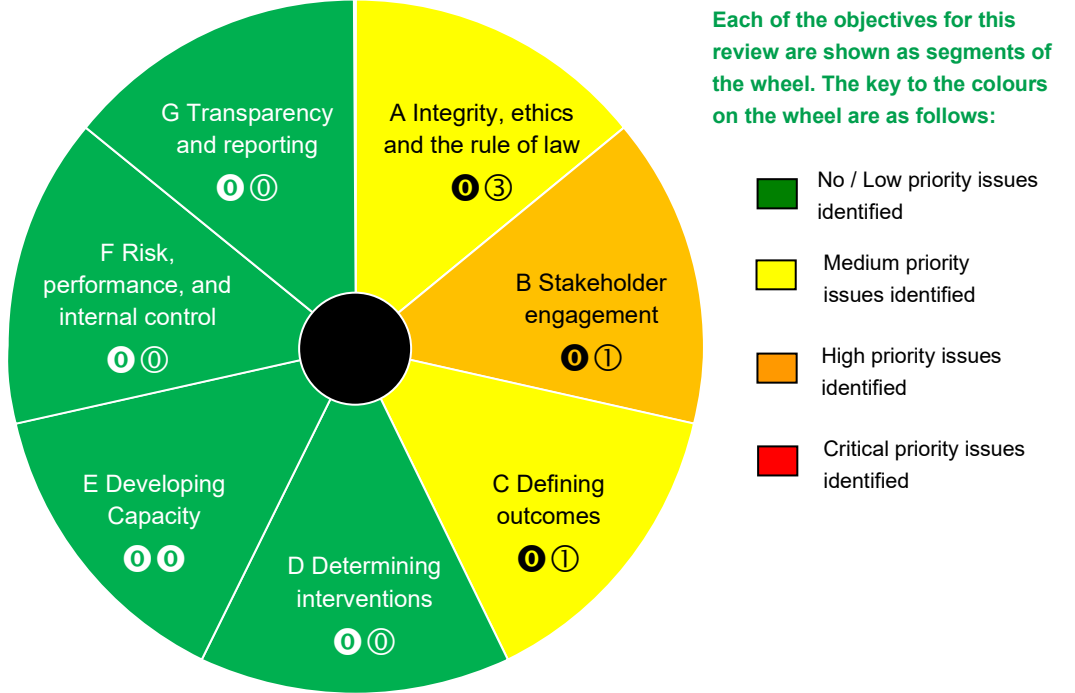 Each of the objectives for this
review are shown as segments of
the wheel. The key to the colours
on the wheel are as follows:
No / Low priority issues
identified
Medium priority
issues identified
High priority issues
identified
Critical priority issues
identified
A Integrity, ethics
and the rule of law
⓿ ③
B Stakeholder
engagement
⓿ ①
C Defining
outcomes
⓿ ①
D Determining
interventions
⓿ ⓪
E Developing
Capacity
⓿ ⓿
F Risk,
performance, and
internal control
⓿ ⓪
G Transparency
and reporting
⓿ ⓪